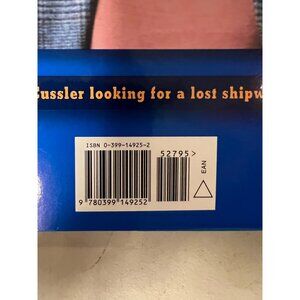 Cussler looking for a lost shipw
ISBN 0-399-14925-2
52795>
EAN
9 780399 149252